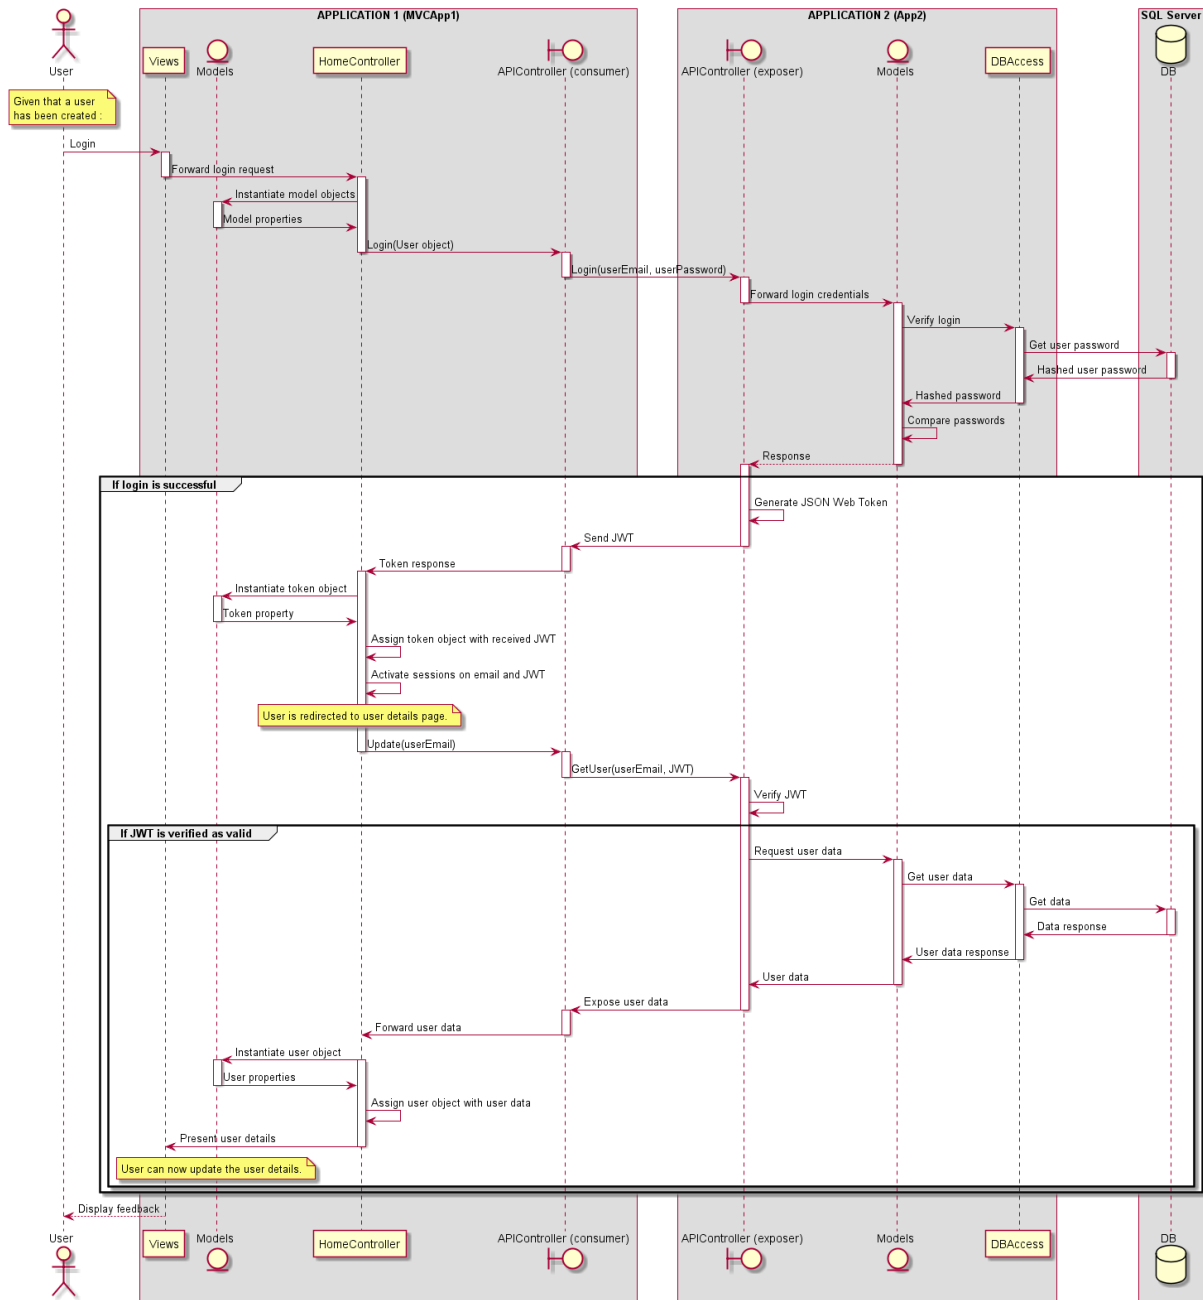 APPLICATION 1 (MVCApp1)
APPLICATION 2 (App2)
SQL Server
User
Views
Models
HomeController
APIController (consumer)
APIController (exposer)
Models
DBAccess
DB
Given that a user
has been created :
Login
Forward login request
Instantiate model objects
Model properties
Login(User object)
Login(userEmail, userPassword)
Forward login credentials
Verify login
Get user password
Hashed user password
Hashed password
Compare passwords
Response
If login is successful
Generate JSON Web Token
Send JWT
Token response
Instantiate token object
Token property
Assign token object with received JWT
Activate sessions on email and JWT
User is redirected to user details page.
Update(userEmail)
GetUser(userEmail, JWT)
Verify JWT
If JWT is verified as valid
Request user data
Get user data
Get data
Data response
User data response
User data
Expose user data
Forward user data
Instantiate user object
User properties
Assign user object with user data
Present user details
User can now update the user details.
Display feedback
User
Views
Models
HomeController
APIController (consumer)
APIController (exposer)
Models
DBAccess
DB